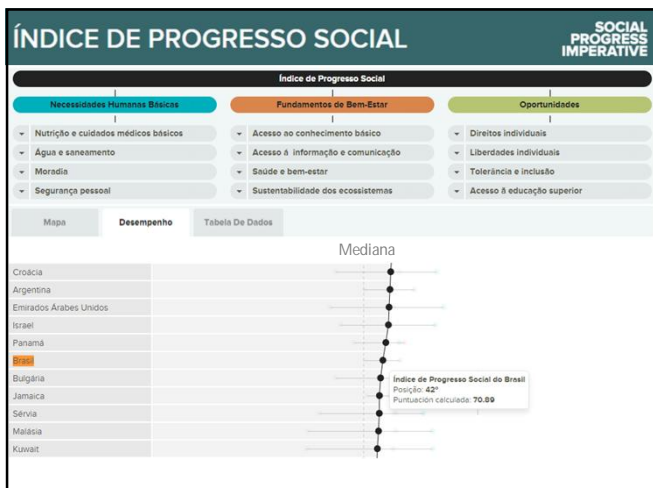 ÍNDICE DE PROGRESSO SOCIAL
SOCIAL
PROGRESS
IMPERATIVE
Índice de Progresso Social
Necessidades Humanas Básicas
Fundamentos de Bem-Estar
Oportunidades
Nutrição e cuidados médicos básicos
Acesso ao conhecimento básico
Direitos individuais
Água e saneamento
Acesso á informação e comunicação
Liberdades individuais
Moradia
Saúde e bem-estar
Tolerância e inclusão
Segurança pessoal
Sustentabilidade dos ecossistemas
Acesso ã educação superior
Mapa
Desempenho
Tabela De Dados
Mediana
Croácia
Argentina
Emirados Árabes Unidos
Israel
Panamá
Brasil
Bulgária
Índice de Progresso Social do Brasil
Posição: 42º
Jamaica
Puntuación calculada: 70.89
Sérvia
Malásia
Kuwait